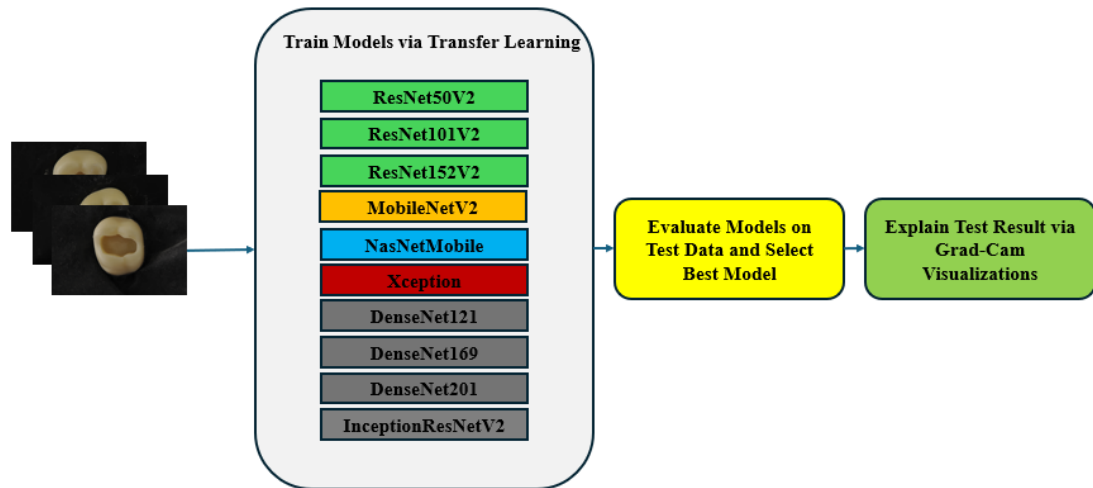 Train Models via Transfer Learning
ResNet50V2
ResNet101V2
ResNet152V2
MobileNetV2
NasNetMobile
Xception
DenseNet121
DenseNet169
DenseNet201
InceptionResNetV2
Evaluate Models on
Test Data and Select
Best Model
Explain Test Result via
Grad-Cam
Visualizations